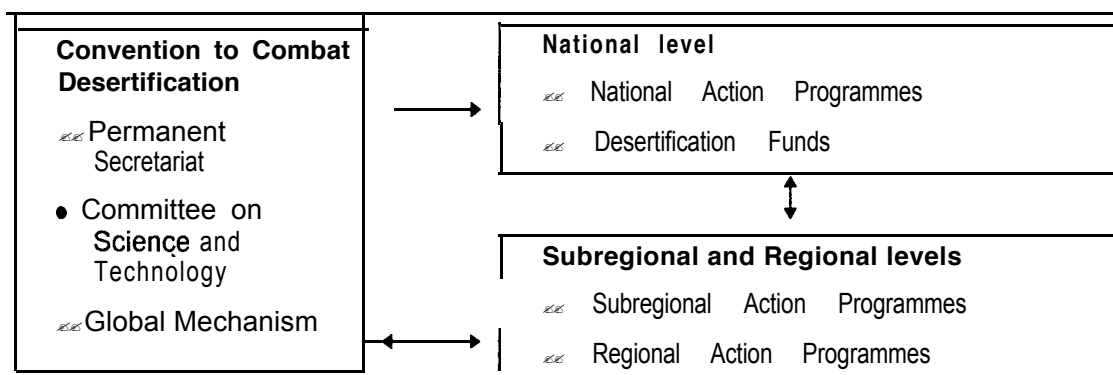 Convention to Combat
Desertification
Permanent
Secretariat
• Committee on
Science and
Technology
Global Mechanism
National level
National Action Programmes
Desertification Funds
Subregional and Regional levels
Subregional Action Programmes
Regional Action Programmes